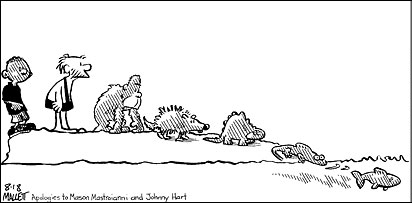 8-18
MALLETT Apologies to Mason Mastroianni and Johnny Hart